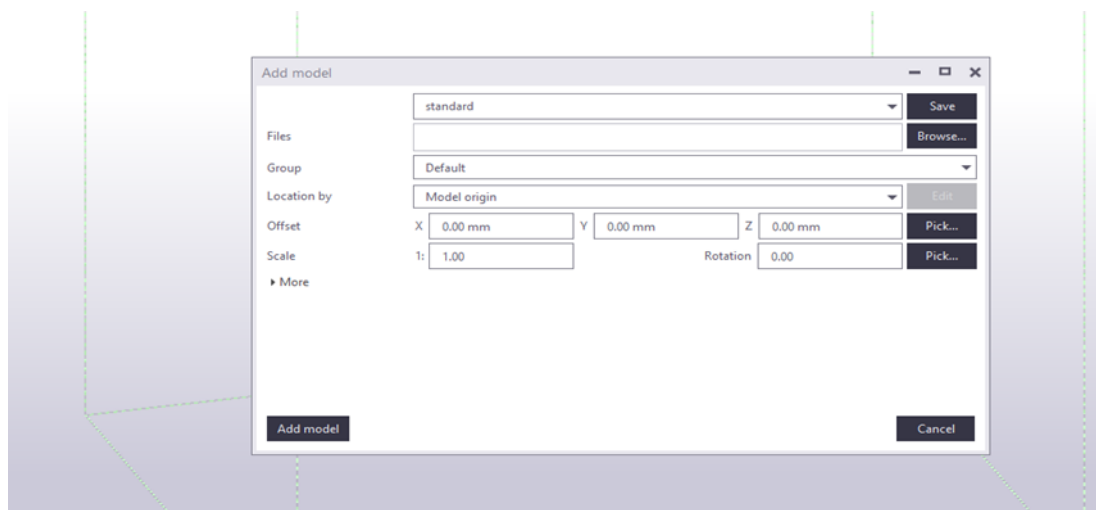 Add model
standard Save
Files Browse...
Group Default
Location by Model origin Edit
Offset X 0.00 mm Y 0.00 mm Z 0.00 mm Pick...
Scale 1: 1.00 Rotation 0.00 Pick...
More
Add model Cancel